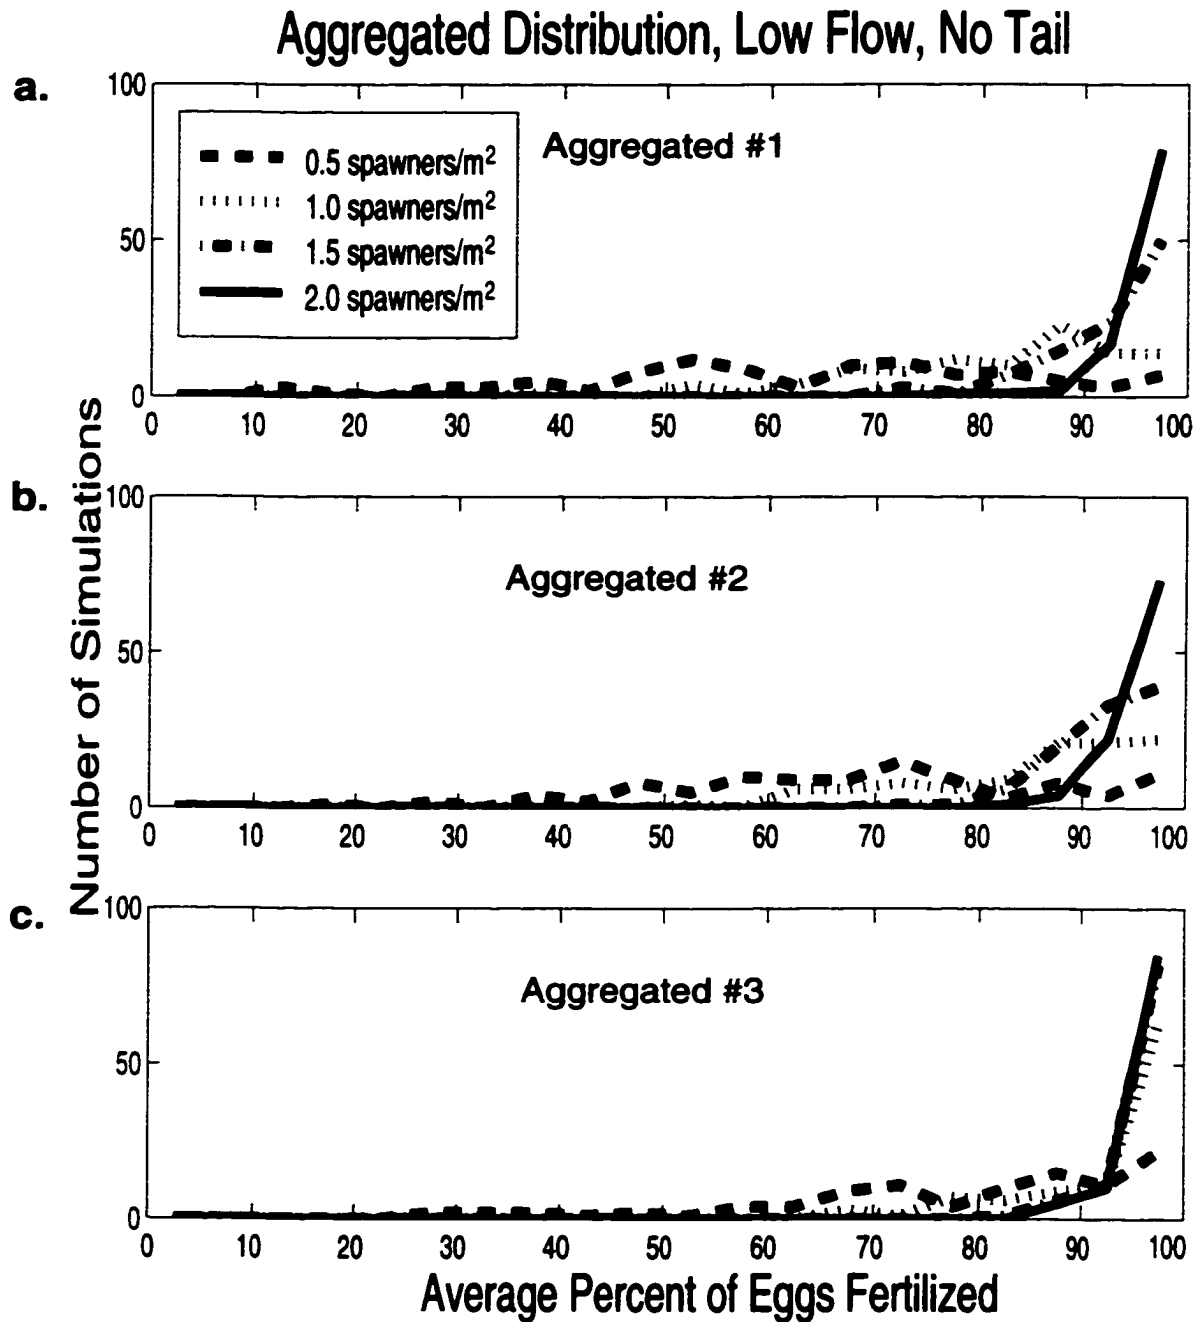 Aggregated Distribution, Low Flow, No Tail
a.
100
50
0
Aggregated #1
0.5 spawners/m²
1.0 spawners/m²
1.5 spawners/m²
2.0 spawners/m²
0 10 20 30 40 50 60 70 80 90 100
Number of Simulations
b.
100
50
0
Aggregated #2
0 10 20 30 40 50 60 70 80 90 100
c.
100
50
0
Aggregated #3
0 10 20 30 40 50 60 70 80 90 100
Average Percent of Eggs Fertilized